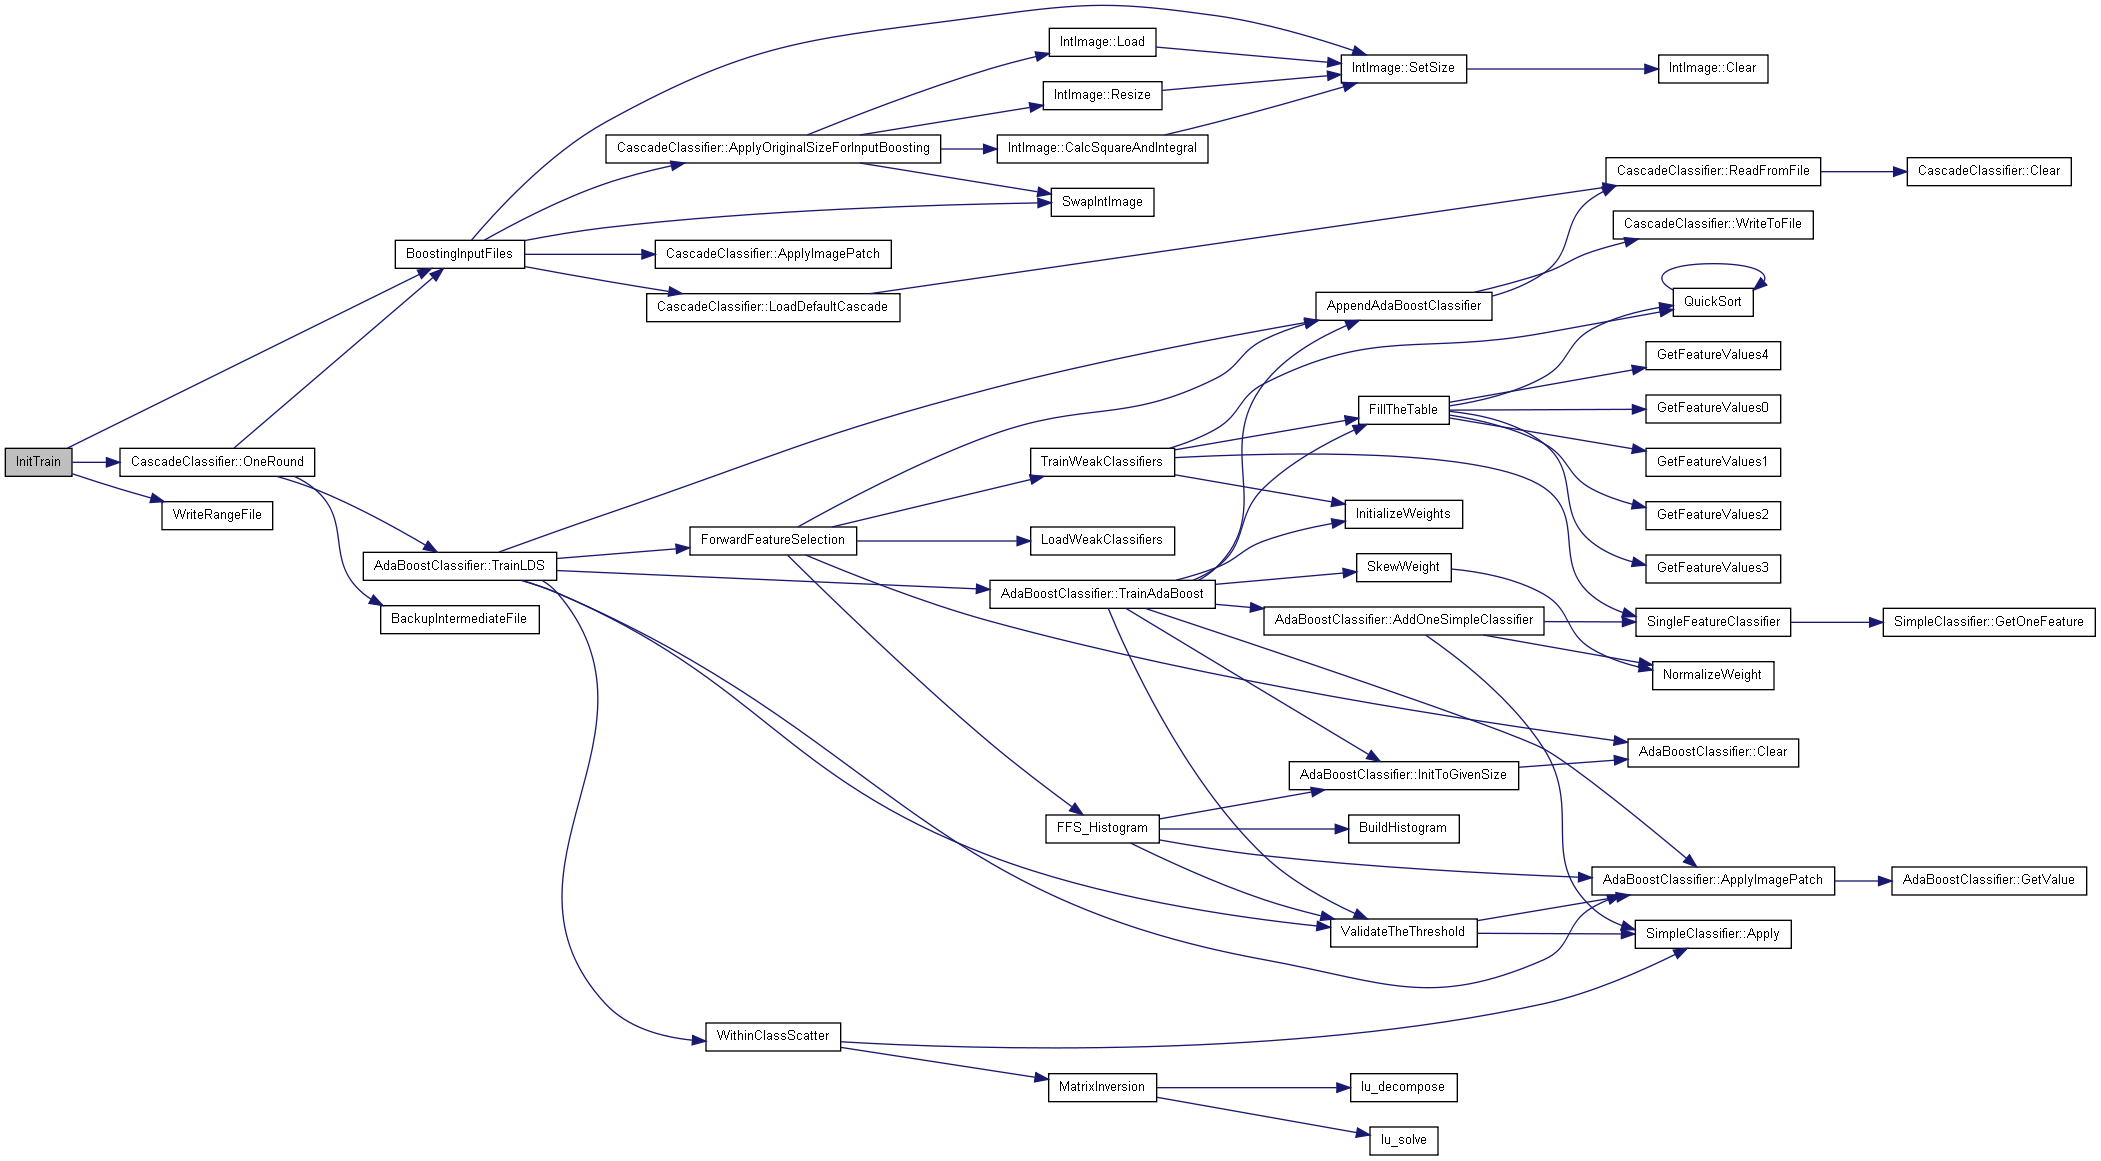 InitTrain
CascadeClassifier::OneRound
WriteRangeFile
BoostingInputFiles
AdaBoostClassifier::TrainLDS
BackupIntermediateFile
CascadeClassifier::ApplyOriginalSizeForInputBoosting
CascadeClassifier::ApplyImagePatch
CascadeClassifier::LoadDefaultCascade
ForwardFeatureSelection
WithinClassScatter
IntImage::Load
IntImage::Resize
IntImage::CalcSquareAndIntegral
SwapIntImage
TrainWeakClassifiers
LoadWeakClassifiers
AdaBoostClassifier::TrainAdaBoost
FFS_Histogram
MatrixInversion
IntImage::SetSize
AppendAdaBoostClassifier
FillTheTable
InitializeWeights
SkewWeight
AdaBoostClassifier::AddOneSimpleClassifier
AdaBoostClassifier::InitToGivenSize
BuildHistogram
ValidateTheThreshold
lu_decompose
lu_solve
IntImage::Clear
CascadeClassifier::ReadFromFile
CascadeClassifier::WriteToFile
QuickSort
GetFeatureValues4
GetFeatureValues0
GetFeatureValues1
GetFeatureValues2
GetFeatureValues3
SingleFeatureClassifier
NormalizeWeight
AdaBoostClassifier::Clear
AdaBoostClassifier::ApplyImagePatch
SimpleClassifier::Apply
CascadeClassifier::Clear
SimpleClassifier::GetOneFeature
AdaBoostClassifier::GetValue